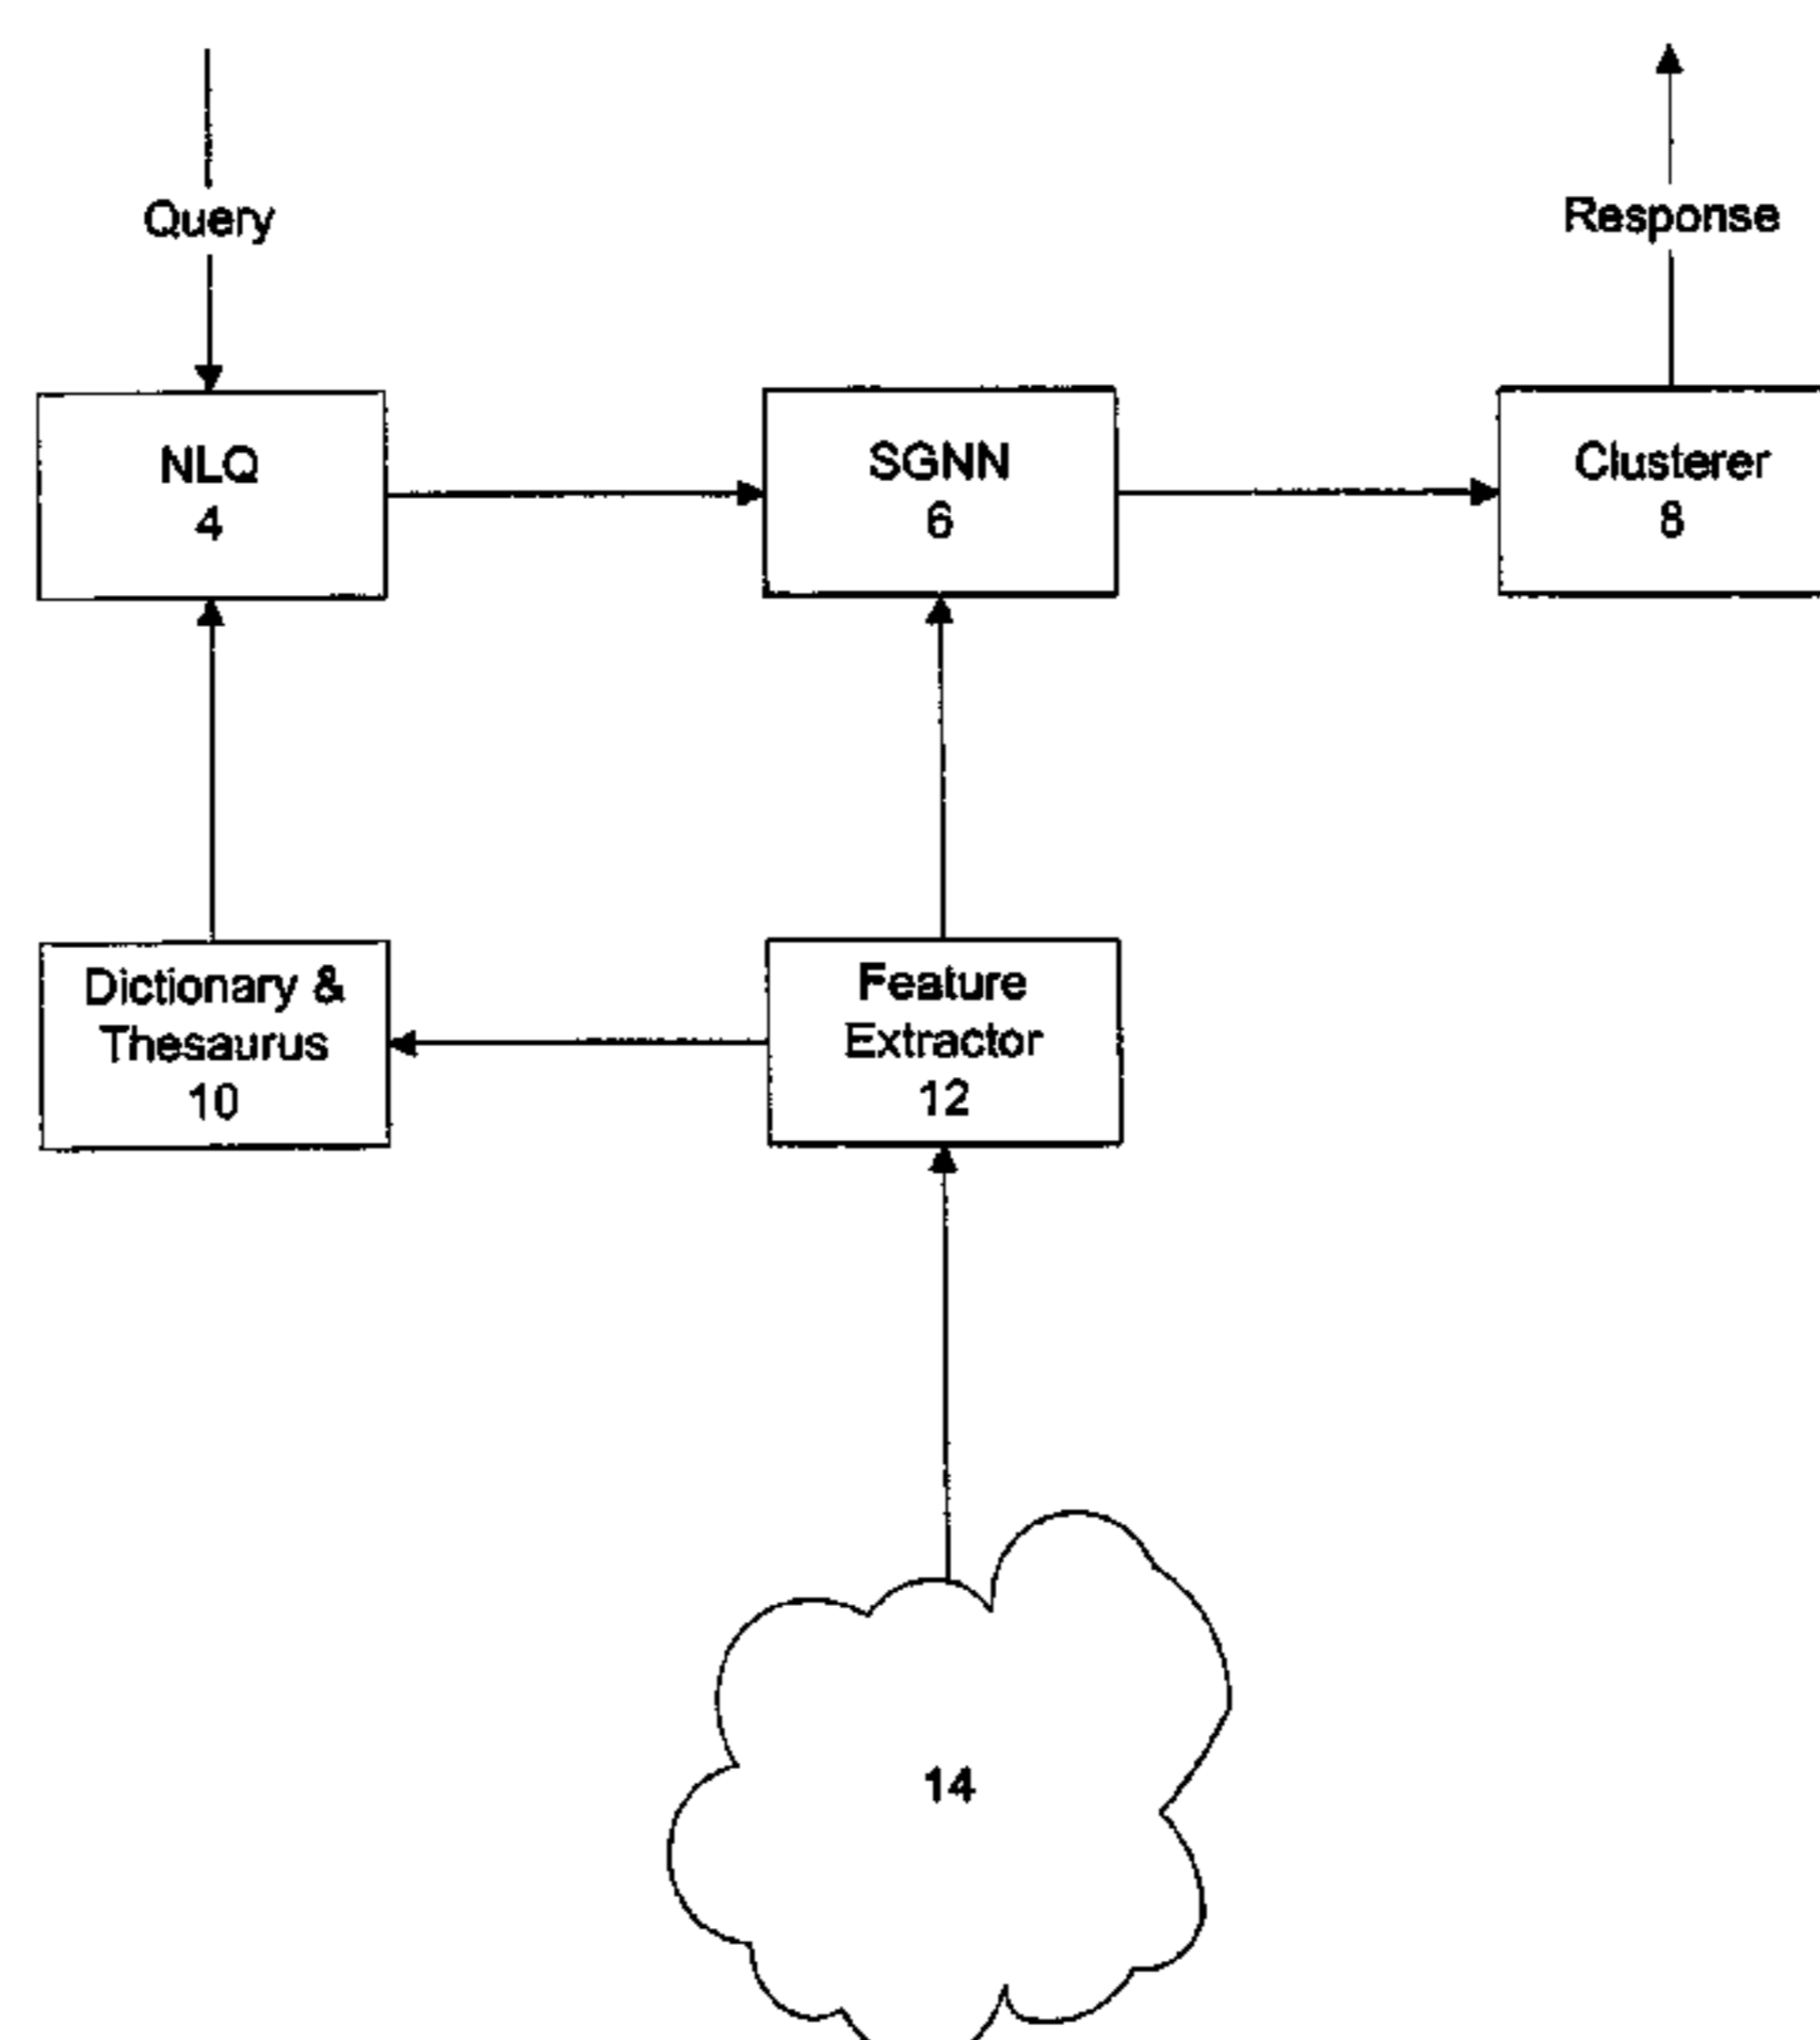 Query
Response
NLQ
4
SGNN
6
Clusterer
8
Dictionary &
Thesaurus
10
Feature
Extractor
12
14